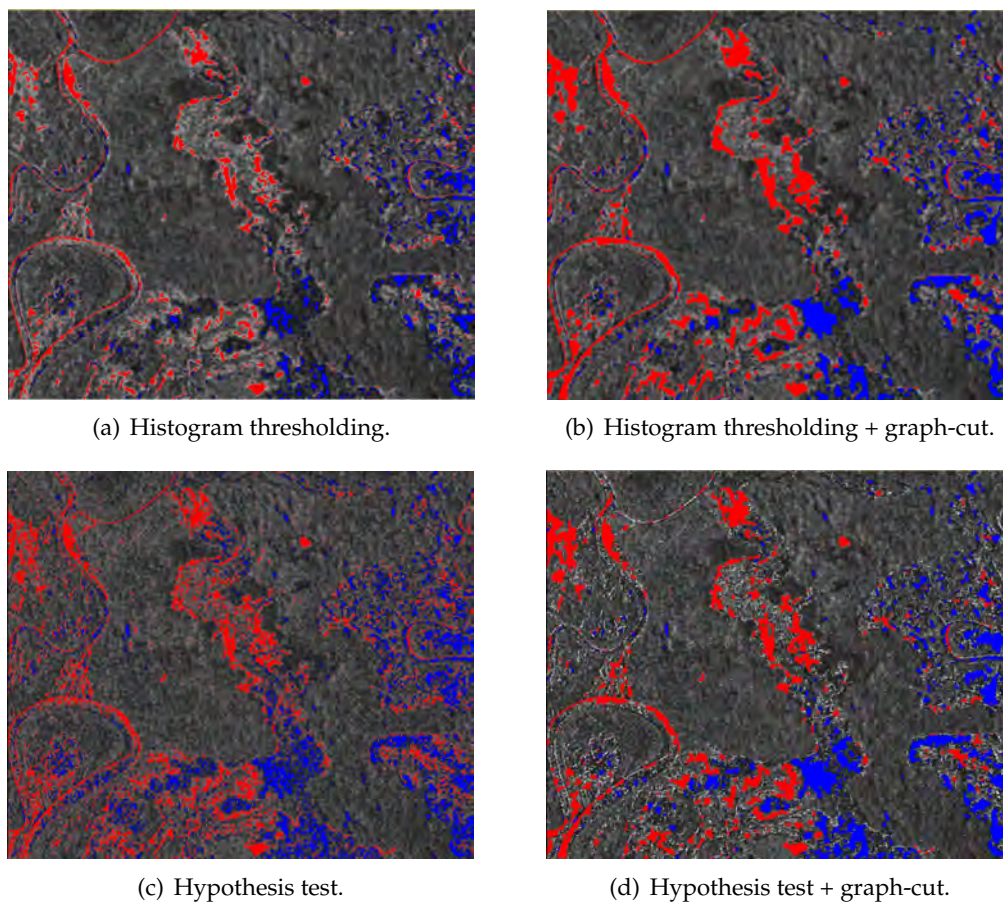 (a) Histogram thresholding.
(b) Histogram thresholding + graph-cut.
(c) Hypothesis test.
(d) Hypothesis test + graph-cut.